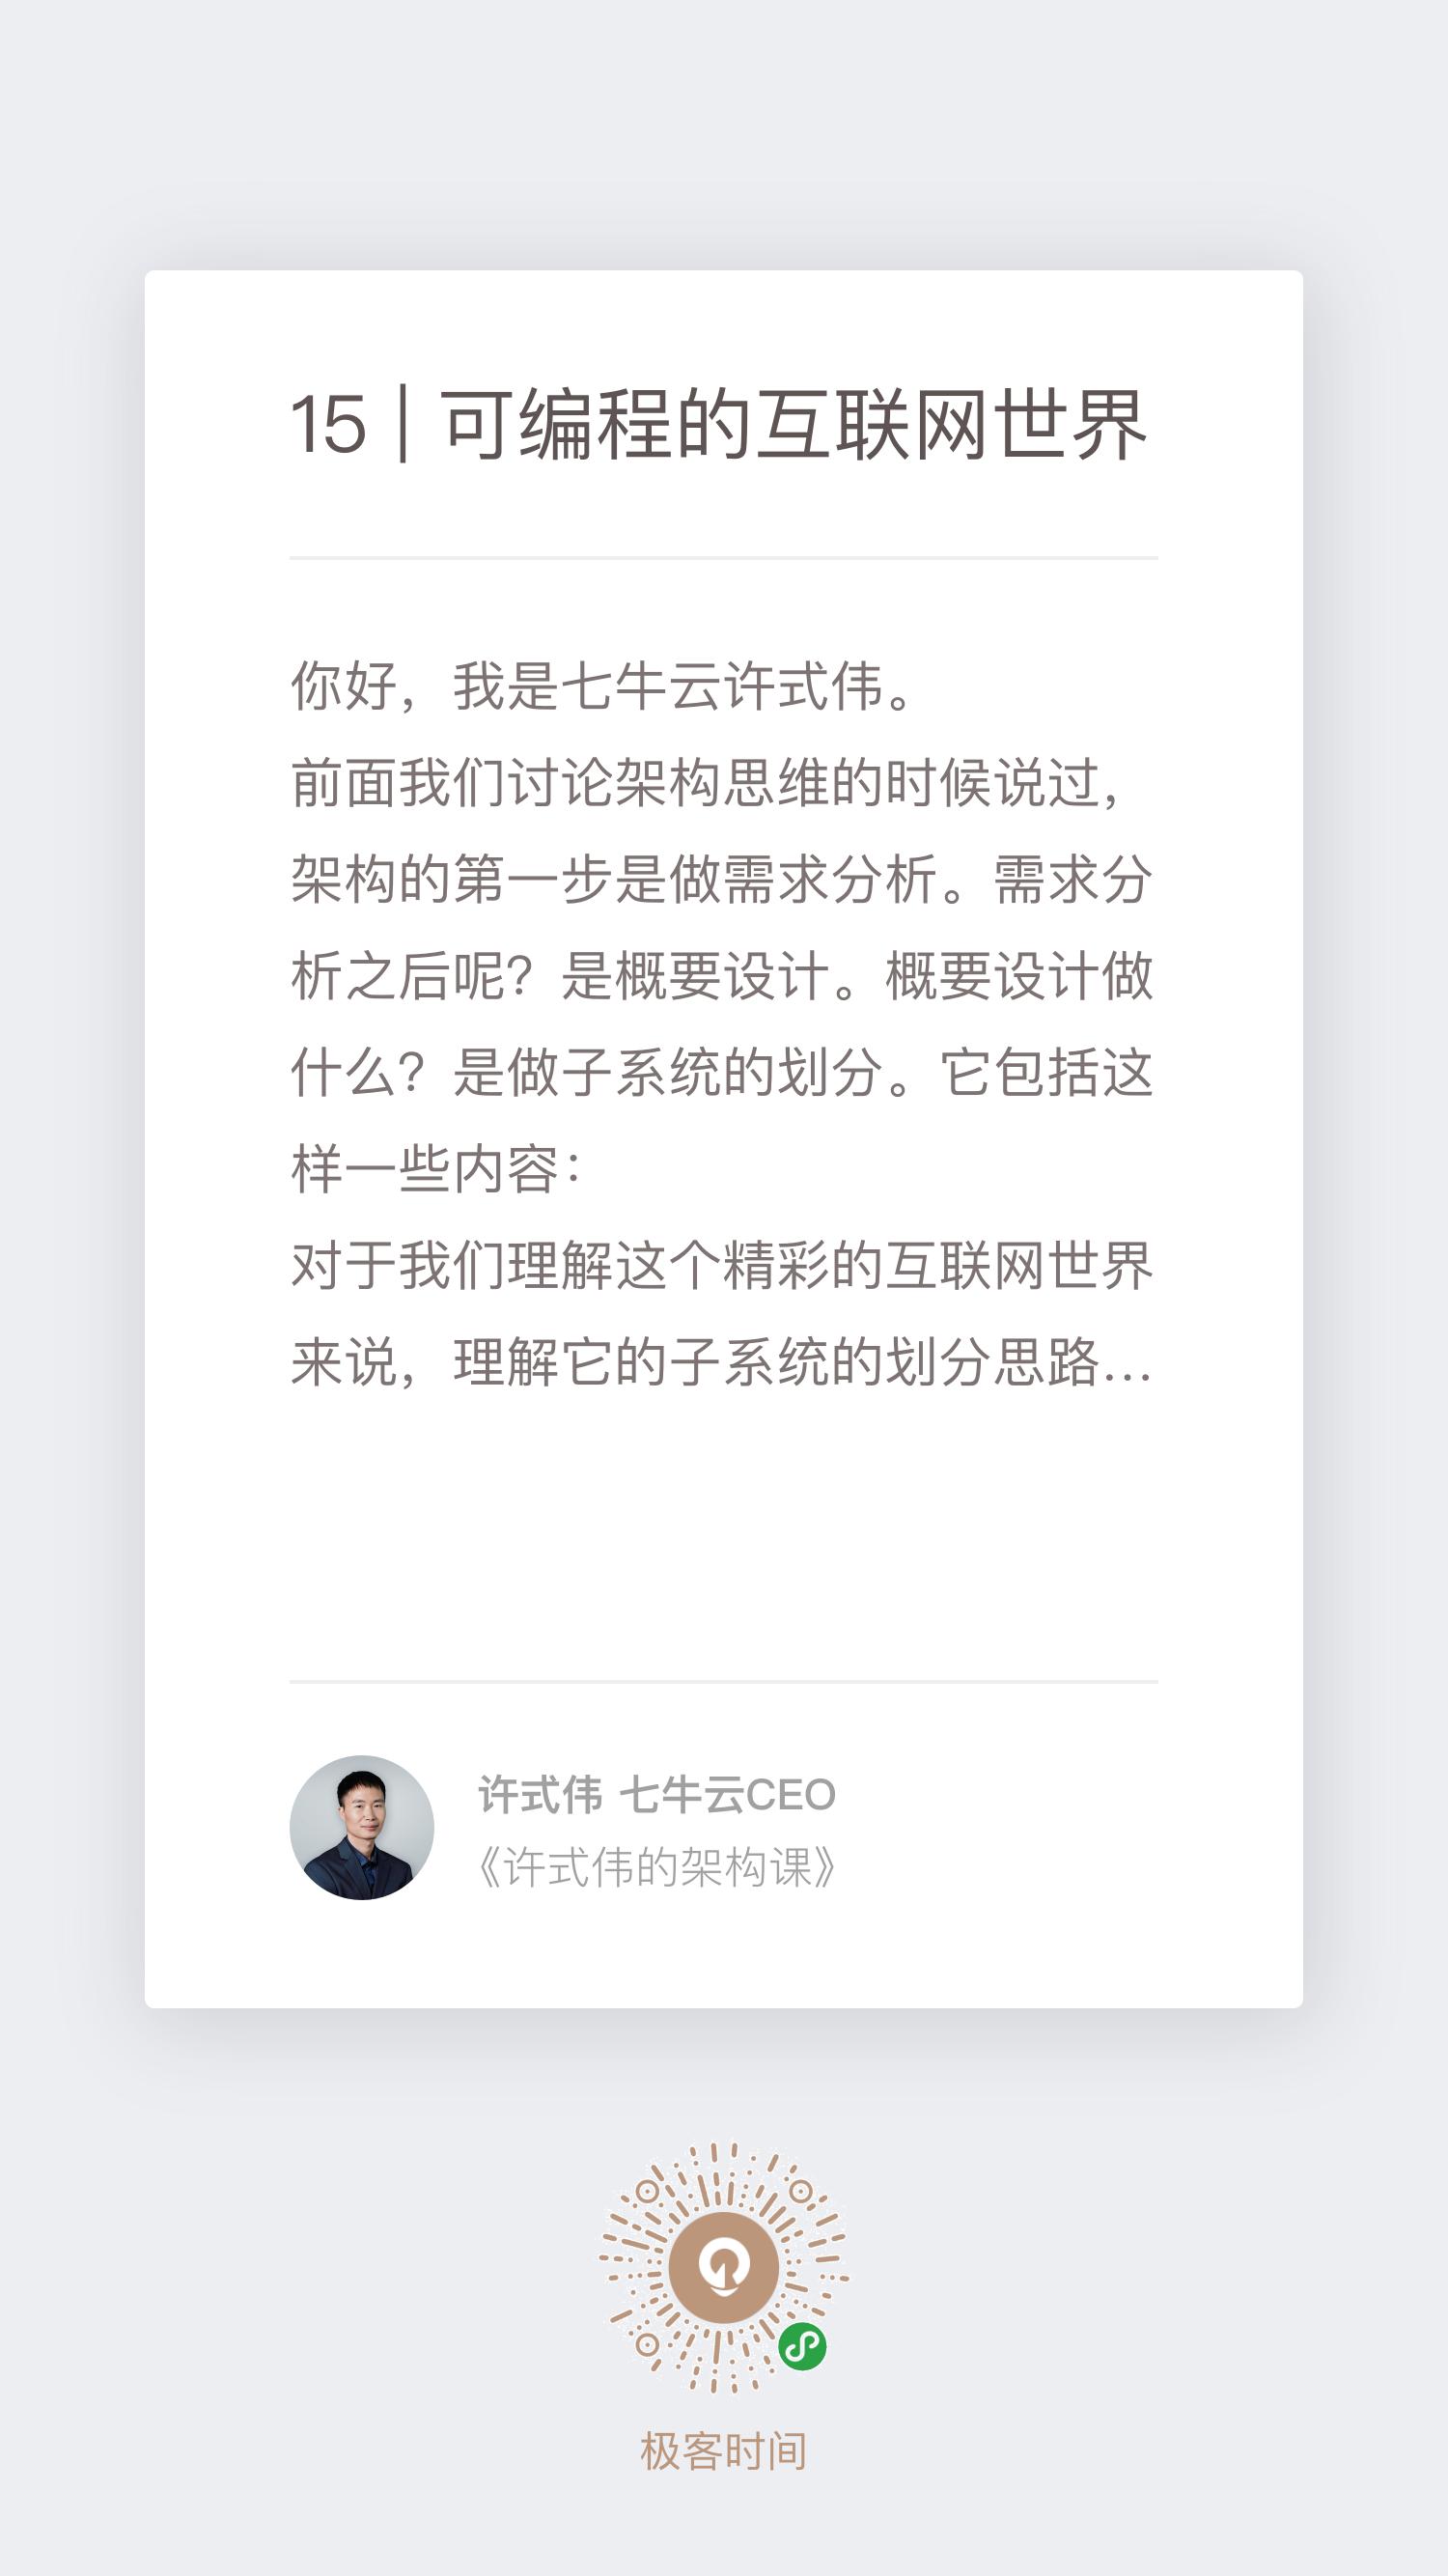 15 | 可编程的互联网世界
你好，我是七牛云许式伟。
前面我们讨论架构思维的时候说过，
架构的第一步是做需求分析。需求分
析之后呢？是概要设计。概要设计做
什么？是做子系统的划分。它包括这
样一些内容：
对于我们理解这个精彩的互联网世界
来说，理解它的子系统的划分思路...
许式伟 七牛云CEO
《许式伟的架构课》
极客时间